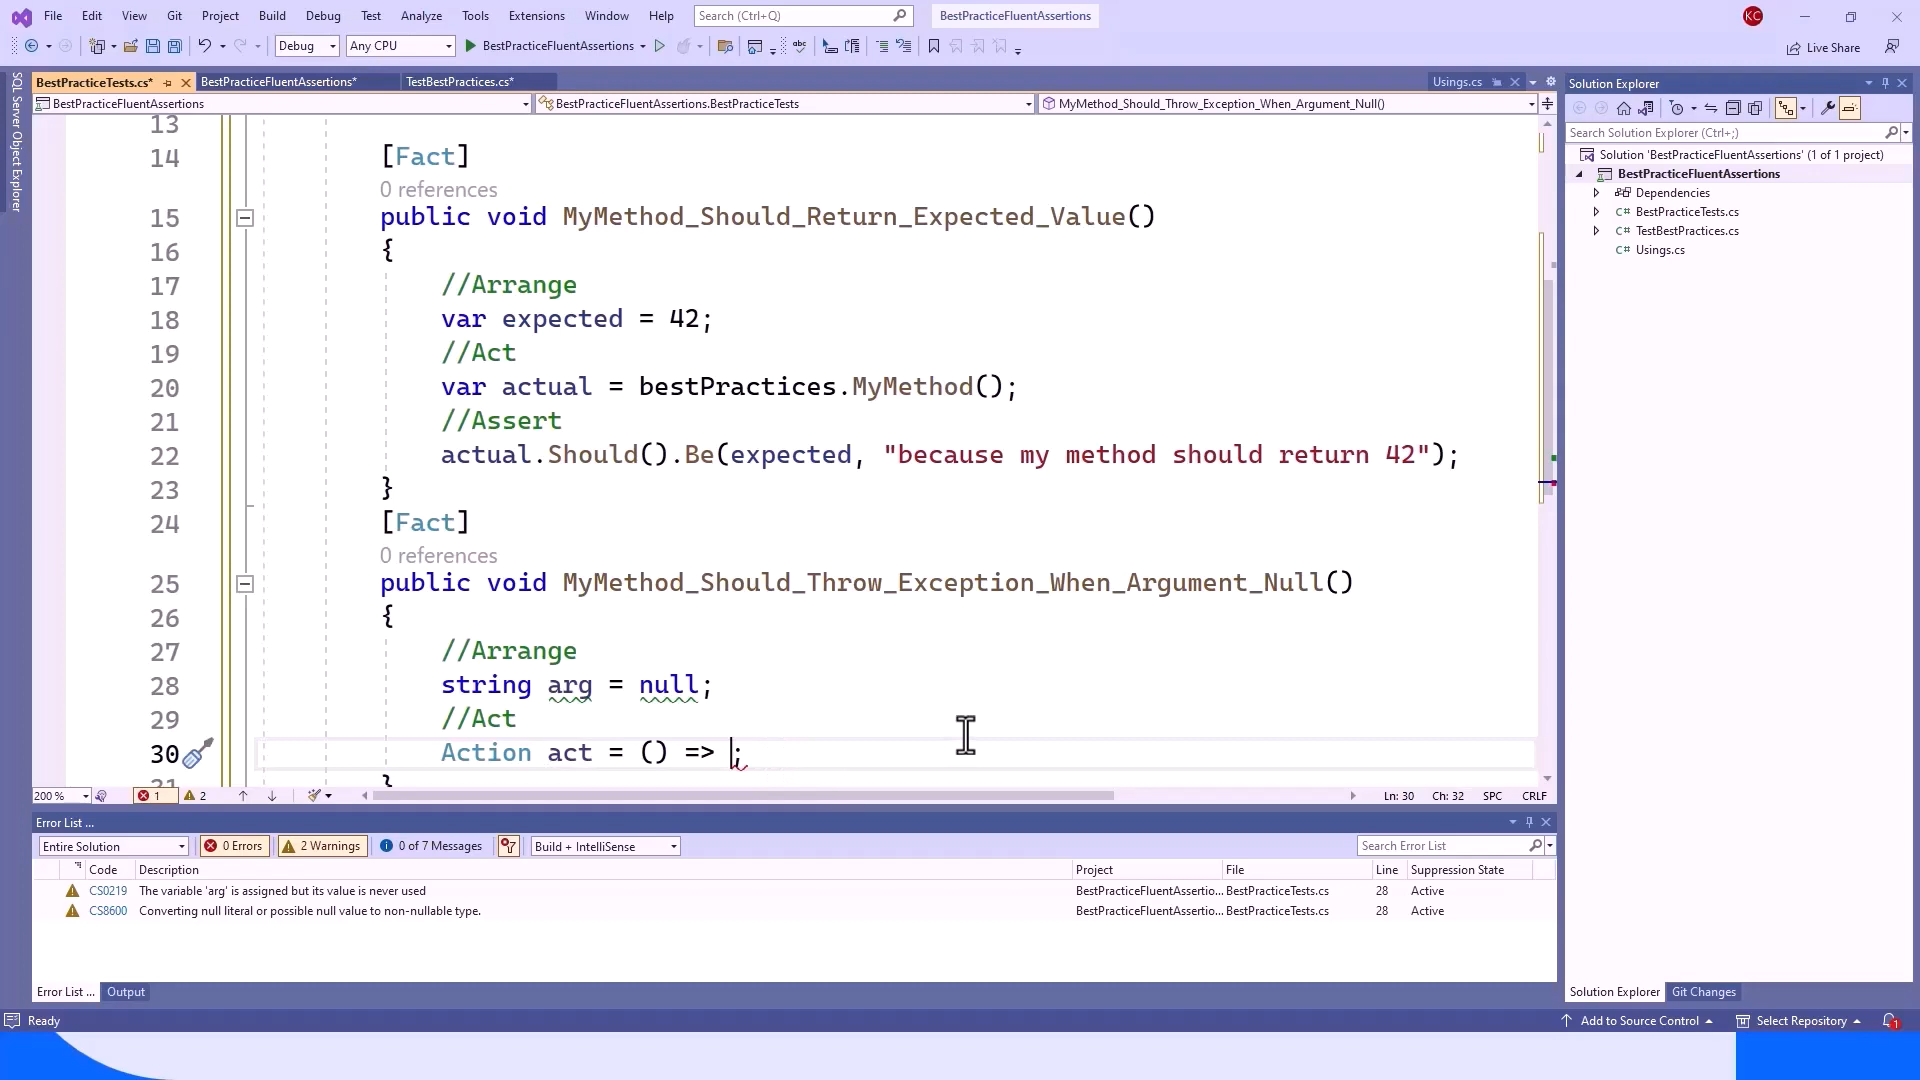 File Edit View Git Project Build Debug Test Analyze Tools Extensions Window Help Search (Ctrl+Q) BestPracticeFluentAssertions KC
Debug Any CPU BestPracticeFluentAssertions Live Share
SQL Server Object Explorer
BestPracticeTests.cs* BestPracticeFluentAssertions* TestBestPractices.cs* Usings.cs
BestPracticeFluentAssertions BestPracticeFluentAssertions.BestPracticeTests MyMethod_Should_Throw_Exception_When_Argument_Null()
13
14 [Fact]
0 references
15 public void MyMethod_Should_Return_Expected_Value()
16 {
17 //Arrange
18 var expected = 42;
19 //Act
20 var actual = bestPractices.MyMethod();
21 //Assert
22 actual.Should().Be(expected, "because my method should return 42");
23 }
24 [Fact]
0 references
25 public void MyMethod_Should_Throw_Exception_When_Argument_Null()
26 {
27 //Arrange
28 string arg = null;
29 //Act
30 Action act = () => ;
31 }
200 % 1 2 Ln: 30 Ch: 32 SPC CRLF
Error List ...
Entire Solution 0 Errors 2 Warnings 0 of 7 Messages Build + IntelliSense Search Error List
Code Description Project File Line Suppression State
CS0219 The variable 'arg' is assigned but its value is never used BestPracticeFluentAssertio... BestPracticeTests.cs 28 Active
CS8600 Converting null literal or possible null value to non-nullable type. BestPracticeFluentAssertio... BestPracticeTests.cs 28 Active
Error List ... Output
Solution Explorer
Search Solution Explorer (Ctrl+;)
Solution 'BestPracticeFluentAssertions' (1 of 1 project)
BestPracticeFluentAssertions
Dependencies
C# BestPracticeTests.cs
C# TestBestPractices.cs
C# Usings.cs
Solution Explorer Git Changes
Ready Add to Source Control Select Repository 1